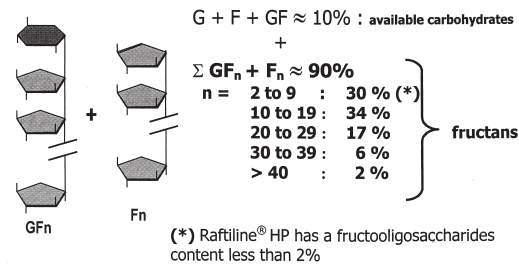 G + F + GF ≈ 10% : available carbohydrates
+
Σ GFn + Fn ≈ 90%
n = 2 to 9 : 30 % (*)
10 to 19 : 34 %
20 to 29 : 17 %
30 to 39 : 6 %
> 40 : 2 %
fructans
+
GFn
Fn
(*) Raftiline® HP has a fructooligosaccharides
content less than 2%